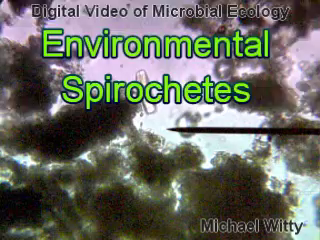 Digital Video of Microbial Ecology
Environmental
Spirochetes
Michael Witty